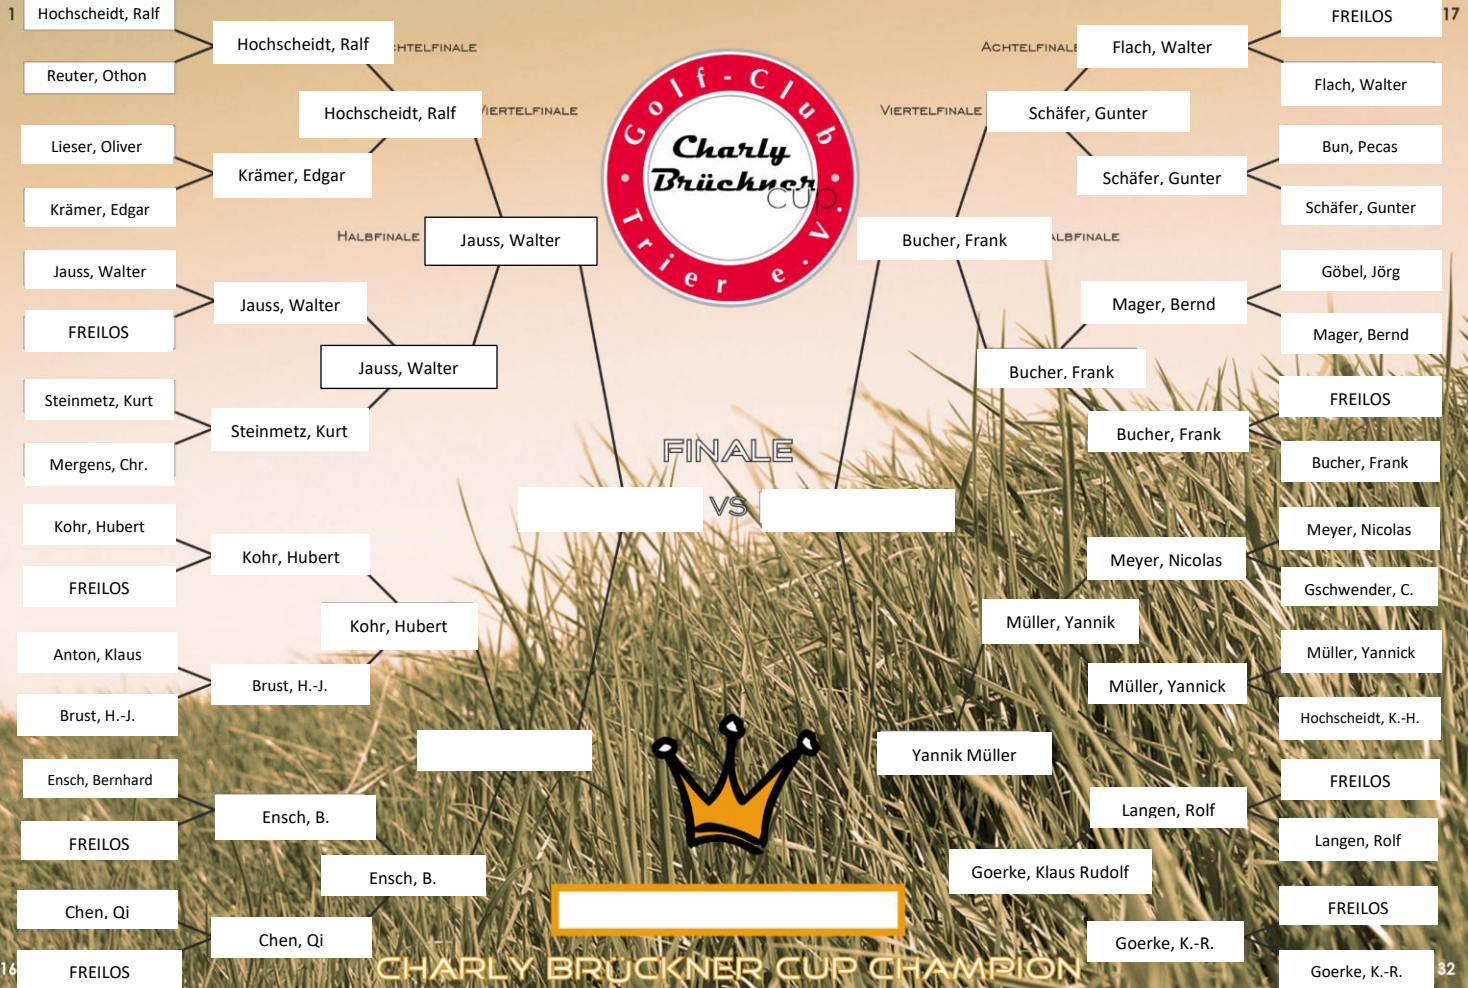 1
Hochscheidt, Ralf
Reuter, Othon
Lieser, Oliver
Krämer, Edgar
Jauss, Walter
FREILOS
Steinmetz, Kurt
Mergens, Chr.
Kohr, Hubert
FREILOS
Anton, Klaus
Brust, H.-J.
Ensch, Bernhard
FREILOS
Chen, Qi
FREILOS
16
Hochscheidt, Ralf
CHTELFINALE
Krämer, Edgar
Jauss, Walter
Steinmetz, Kurt
Kohr, Hubert
Brust, H.-J.
Ensch, B.
Chen, Qi
Hochscheidt, Ralf
VIERTELFINALE
Jauss, Walter
Kohr, Hubert
Ensch, B.
HALBFINALE
Jauss, Walter
Golf-Club
Trier e.V.
Charly
Brückner
CUP
FINALE
VS
Bucher, Frank
ALBFINALE
Yannik Müller
VIERTELFINALE
Schäfer, Gunter
Bucher, Frank
Müller, Yannik
Goerke, Klaus Rudolf
ACHTELFINALE
Flach, Walter
Schäfer, Gunter
Mager, Bernd
Bucher, Frank
Meyer, Nicolas
Müller, Yannick
Langen, Rolf
Goerke, K.-R.
17
FREILOS
Flach, Walter
Bun, Pecas
Schäfer, Gunter
Göbel, Jörg
Mager, Bernd
FREILOS
Bucher, Frank
Meyer, Nicolas
Gschwender, C.
Müller, Yannick
Hochscheidt, K.-H.
FREILOS
Langen, Rolf
FREILOS
Goerke, K.-R.
32
CHARLY BRÜCKNER CUP CHAMPION